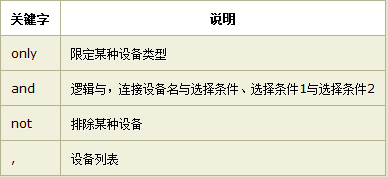 关键字 说明
only 限定某种设备类型
and 逻辑与，连接设备名与选择条件、选择条件1与选择条件2
not 排除某种设备
, 设备列表